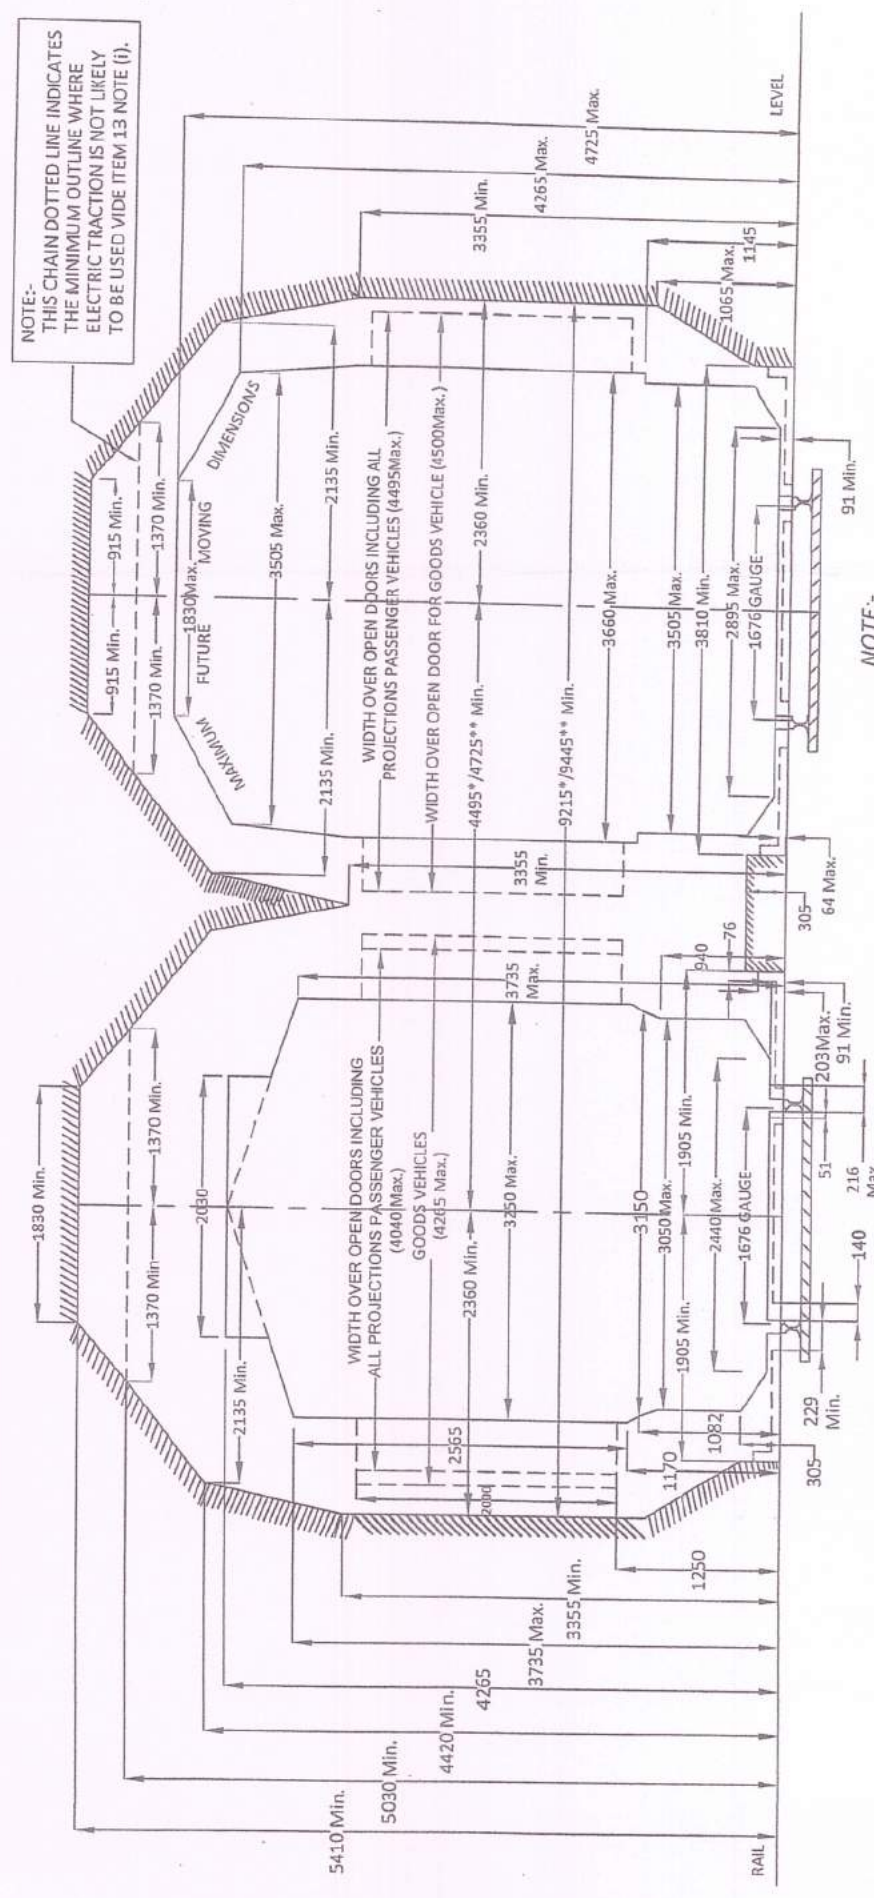 NOTE:-
THIS CHAIN DOTTED LINE INDICATES
THE MINIMUM OUTLINE WHERE
ELECTRIC TRACTION IS NOT LIKELY
TO BE USED VIDE ITEM 13 NOTE (i).
5410 Min.
5030 Min.
4420 Min.
4265
3735 Max.
3355 Min.
1250
RAIL
1830 Min.
1370 Min
1370 Min.
2030
2135 Min.
WIDTH OVER OPEN DOORS INCLUDING
ALL PROJECTIONS PASSENGER VEHICLES
(4040 Max.)
GOODS VEHICLES
(4265 Max.)
2360 Min.
3250 Max.
2565
2000
3735
Max.
3150
3050 Max.
1905 Min.
1905 Min.
2440 Max.
1676 GAUGE
1170
1082
305
229
Min.
140
216
Max
51
203Max.
91 Min.
940
76
305
64 Max.
3355
Min.
915 Min.
915 Min.
1370 Min.
1370 Min.
1830Max.
MAXIMUM
FUTURE
MOVING
DIMENSIONS
3505 Max.
2135 Min.
2135 Min.
WIDTH OVER OPEN DOORS INCLUDING ALL
PROJECTIONS PASSENGER VEHICLES (4495Max.)
WIDTH OVER OPEN DOOR FOR GOODS VEHICLE (4500Max.)
4495*/4725** Min.
2360 Min.
9215*/9445** Min.
3660 Max.
3505 Max.
3810 Min.
2895 Max.
1676 GAUGE
91 Min.
4725 Max.
4265 Max.
3355 Min.
1145
1065 Max.
LEVEL
NOTE:-